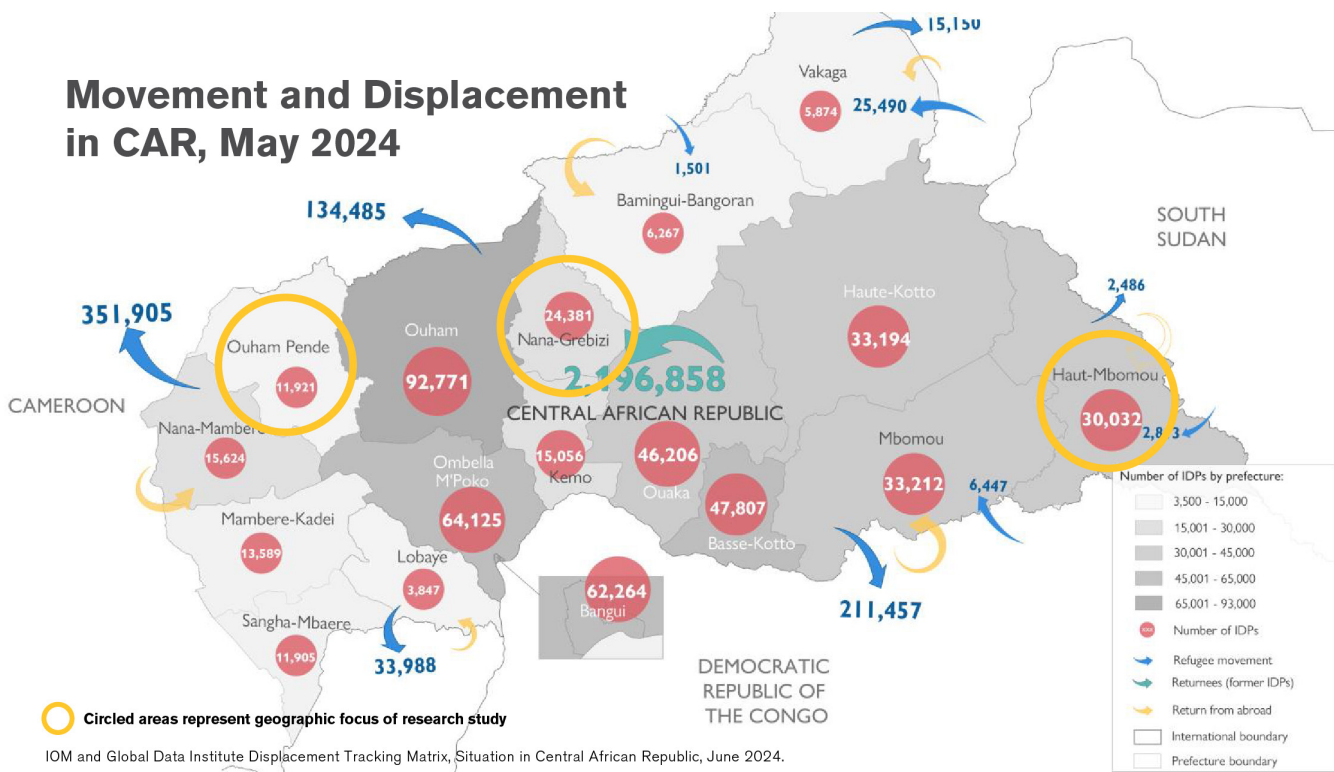 Movement and Displacement
in CAR, May 2024
15,150
Vakaga
5,874
25,490
1,501
Bamingui-Bangoran
6,267
134,485
SOUTH
SUDAN
351,905
Ouham Pende
11,921
Ouham
92,771
24,381
Nana-Grebizi
2,196,858
CENTRAL AFRICAN REPUBLIC
Haute-Kotto
33,194
2,486
Haut-Mbomou
30,032
CAMEROON
Nana-Mambere
15,624
Ombella
M'Poko
64,125
15,056
Kemo
46,206
Ouaka
47,807
Basse-Kotto
Mbomou
33,212
6,447
Mambere-Kadei
13,589
Lobaye
3,847
62,264
Bangui
211,457
Sangha-Mbaere
11,905
33,988
DEMOCRATIC
REPUBLIC OF
THE CONGO
Number of IDPs by prefecture:
3,500 - 15,000
15,001 - 30,000
30,001 - 45,000
45,001 - 65,000
65,001 - 93,000
Number of IDPs
Refugee movement
Returnees (former IDPs)
Return from abroad
International boundary
Prefecture boundary
Circled areas represent geographic focus of research study
IOM and Global Data Institute Displacement Tracking Matrix, Situation in Central African Republic, June 2024.